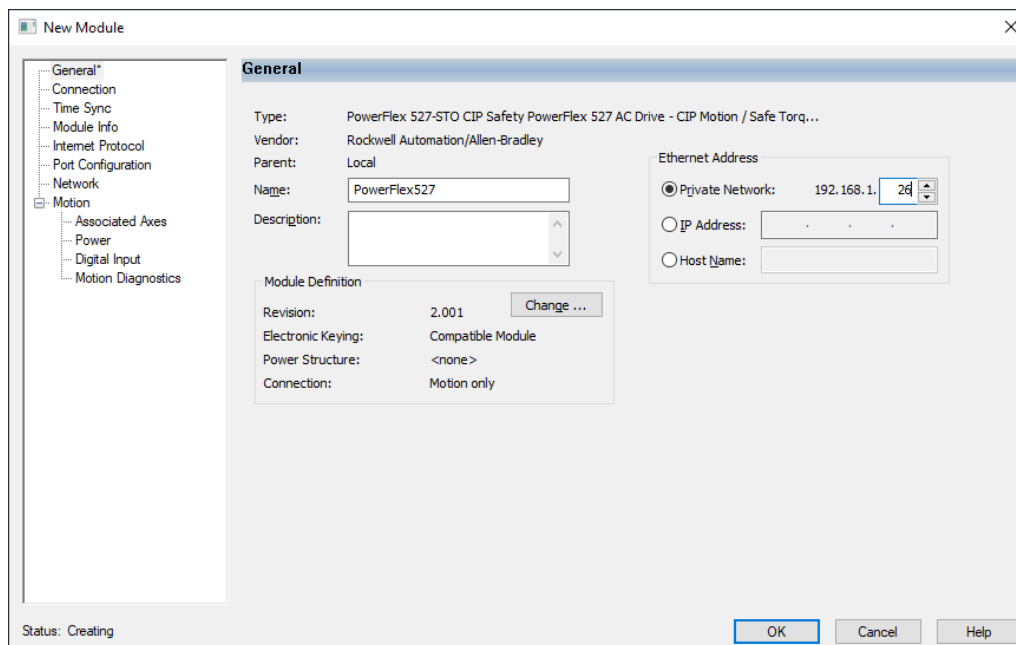 New Module
General*
Connection
Time Sync
Module Info
Internet Protocol
Port Configuration
Network
Motion
Associated Axes
Power
Digital Input
Motion Diagnostics
General
Type: PowerFlex 527-STO CIP Safety PowerFlex 527 AC Drive - CIP Motion / Safe Torq...
Vendor: Rockwell Automation/Allen-Bradley
Parent: Local
Name: PowerFlex527
Description:
Module Definition
Revision: 2.001 Change ...
Electronic Keying: Compatible Module
Power Structure: <none>
Connection: Motion only
Ethernet Address
Private Network: 192.168.1. 26
IP Address: . . .
Host Name:
Status: Creating
OK Cancel Help